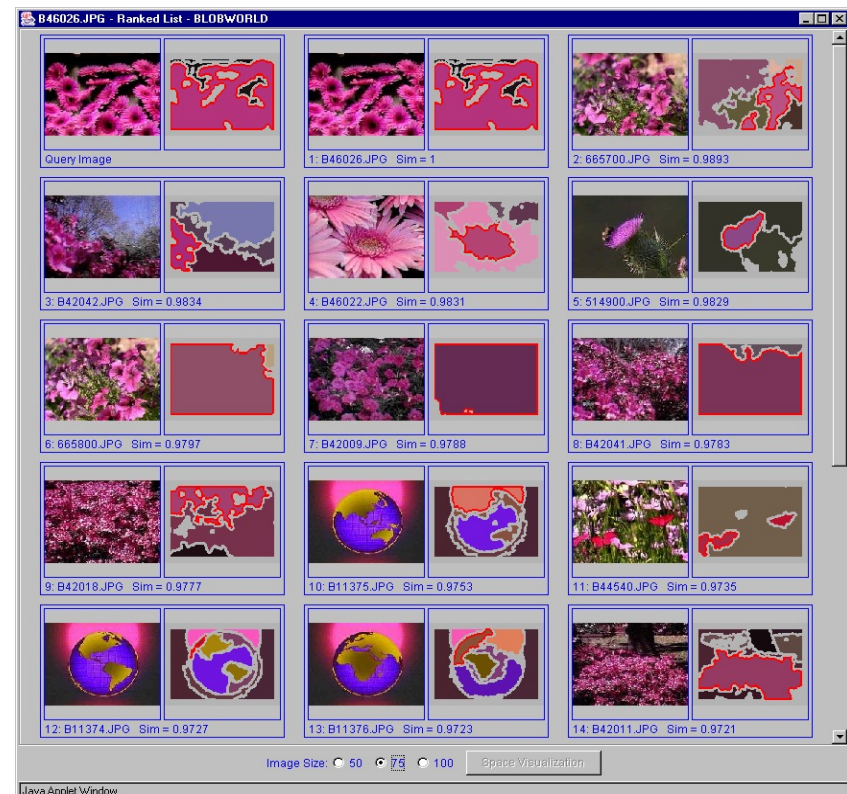 B46026.JPG - Ranked List - BLOBWORLD
Query Image
1: B46026.JPG Sim = 1
2: 665700.JPG Sim = 0.9893
3: B42042.JPG Sim = 0.9834
4: B46022.JPG Sim = 0.9831
5: 514900.JPG Sim = 0.9829
6: 665800.JPG Sim = 0.9797
7: B42009.JPG Sim = 0.9788
8: B42041.JPG Sim = 0.9783
9: B42018.JPG Sim = 0.9777
10: B11375.JPG Sim = 0.9753
11: B44540.JPG Sim = 0.9735
12: B11374.JPG Sim = 0.9727
13: B11376.JPG Sim = 0.9723
14: B42011.JPG Sim = 0.9721
Image Size: 50 75 100 Space Visualization
Java Applet Window